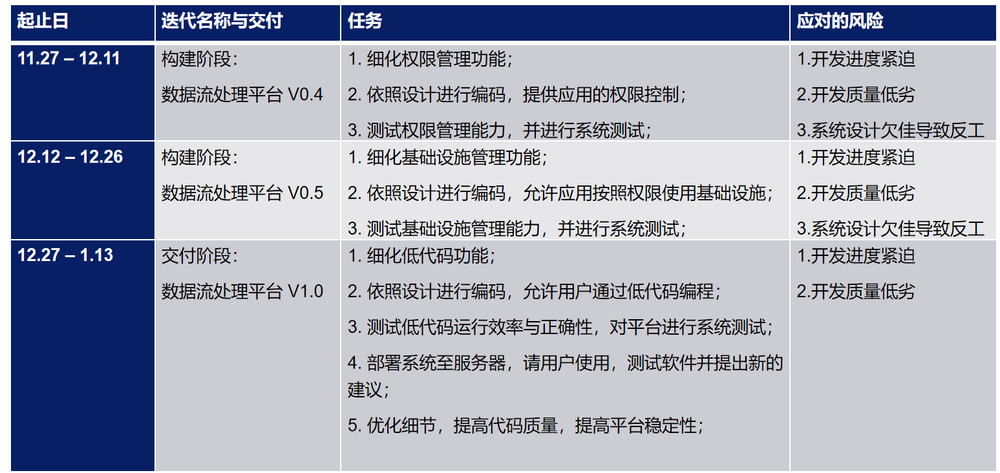 起止日 迭代名称与交付 任务 应对的风险
11.27 – 12.11 构建阶段： 1. 细化权限管理功能； 1.开发进度紧迫
数据流处理平台 V0.4 2. 依照设计进行编码，提供应用的权限控制； 2.开发质量低劣
3. 测试权限管理能力，并进行系统测试； 3.系统设计欠佳导致反工
12.12 – 12.26 构建阶段： 1. 细化基础设施管理功能； 1.开发进度紧迫
数据流处理平台 V0.5 2. 依照设计进行编码，允许应用按照权限使用基础设施； 2.开发质量低劣
3. 测试基础设施管理能力，并进行系统测试； 3.系统设计欠佳导致反工
12.27 – 1.13 交付阶段： 1. 细化低代码功能； 1.开发进度紧迫
数据流处理平台 V1.0 2. 依照设计进行编码，允许用户通过低代码编程； 2.开发质量低劣
3. 测试低代码运行效率与正确性，对平台进行系统测试；
4. 部署系统至服务器，请用户使用，测试软件并提出新的
建议；
5. 优化细节，提高代码质量，提高平台稳定性；